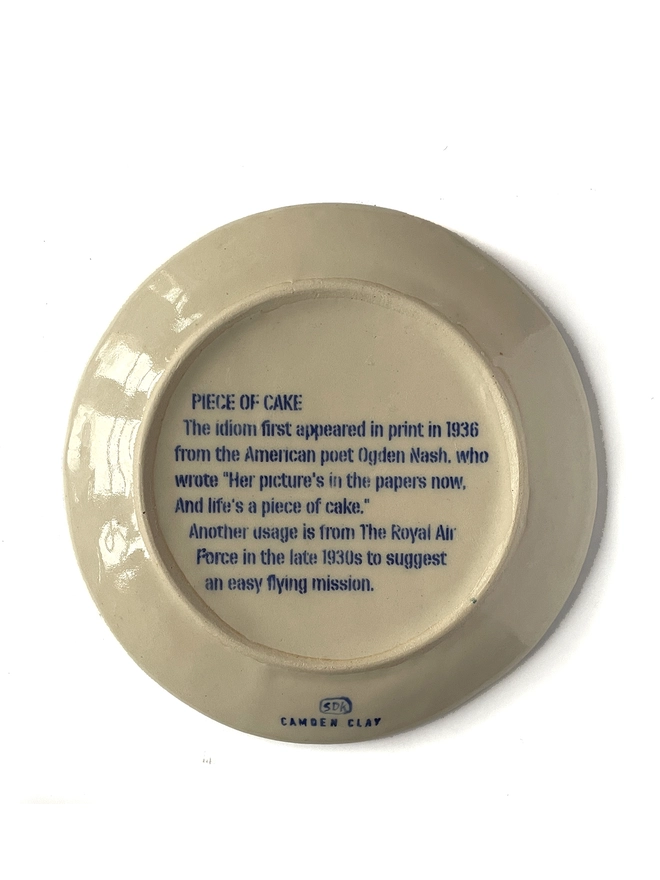 PIECE OF CAKE
The idiom first appeared in print in 1936
from the American poet Ogden Nash, who
wrote "Her picture's in the papers now,
And life's a piece of cake."
Another usage is from The Royal Air
Force in the late 1930s to suggest
an easy flying mission.
SDK
CAMDEN CLAY